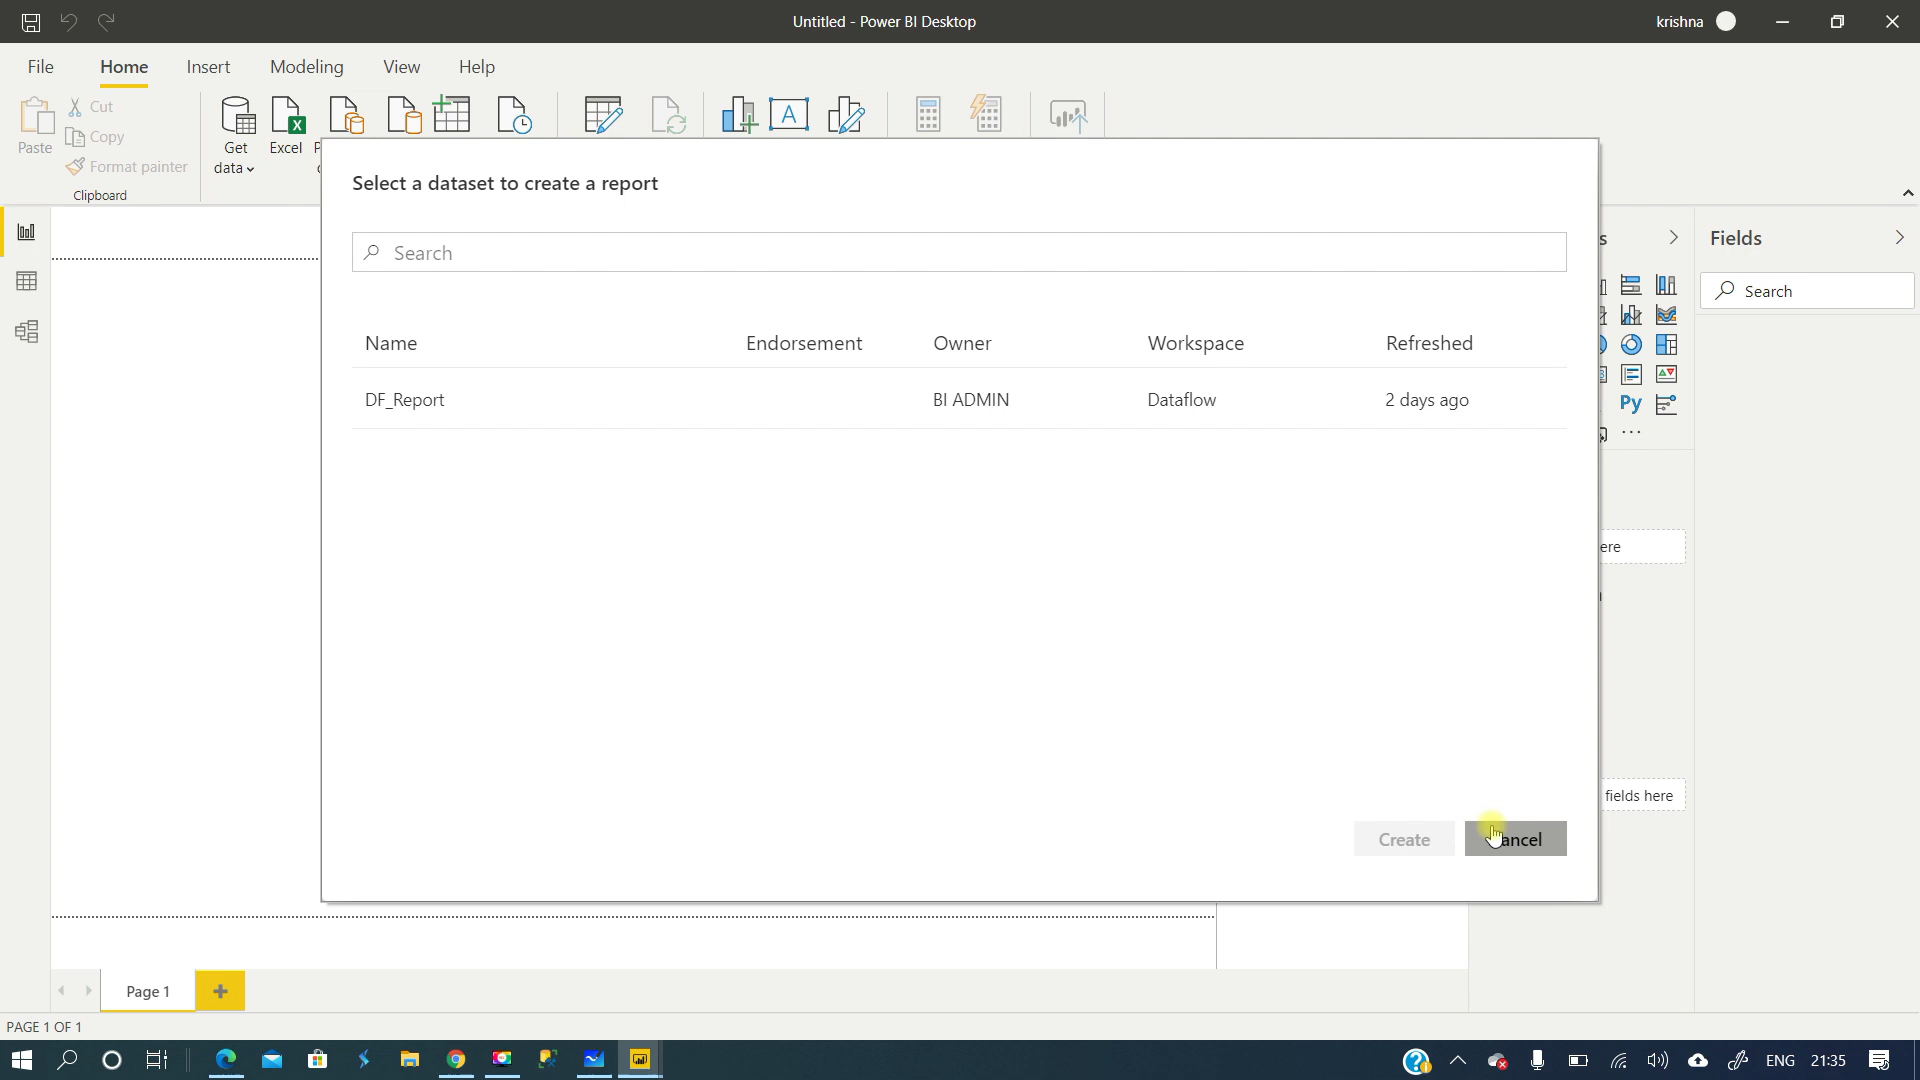 Untitled - Power BI Desktop
krishna
File
Home
Insert
Modeling
View
Help
Paste
Cut
Copy
Format painter
Clipboard
Get
data
Excel
Select a dataset to create a report
Search
Name
Endorsement
Owner
Workspace
Refreshed
DF_Report
BI ADMIN
Dataflow
2 days ago
Create
Cancel
Fields
Search
Py
ere
fields here
Page 1
PAGE 1 OF 1
ENG
21:35